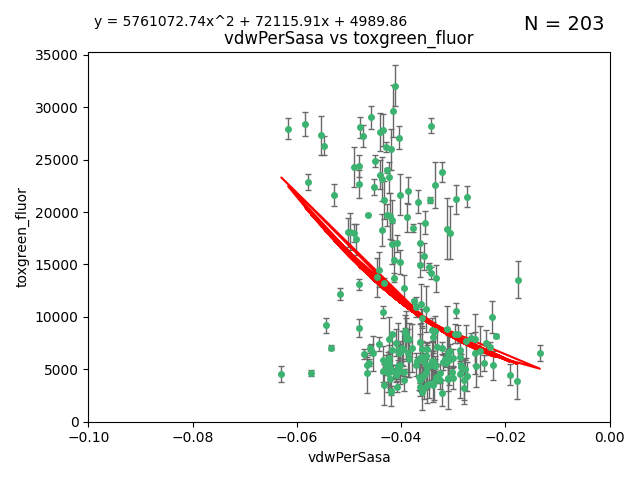 y = 5761072.74x^2 + 72115.91x + 4989.86
N = 203
vdwPerSasa vs toxgreen_fluor
35000
30000
25000
20000
15000
10000
5000
0
toxgreen_fluor
−0.10
−0.08
−0.06
−0.04
−0.02
0.00
vdwPerSasa